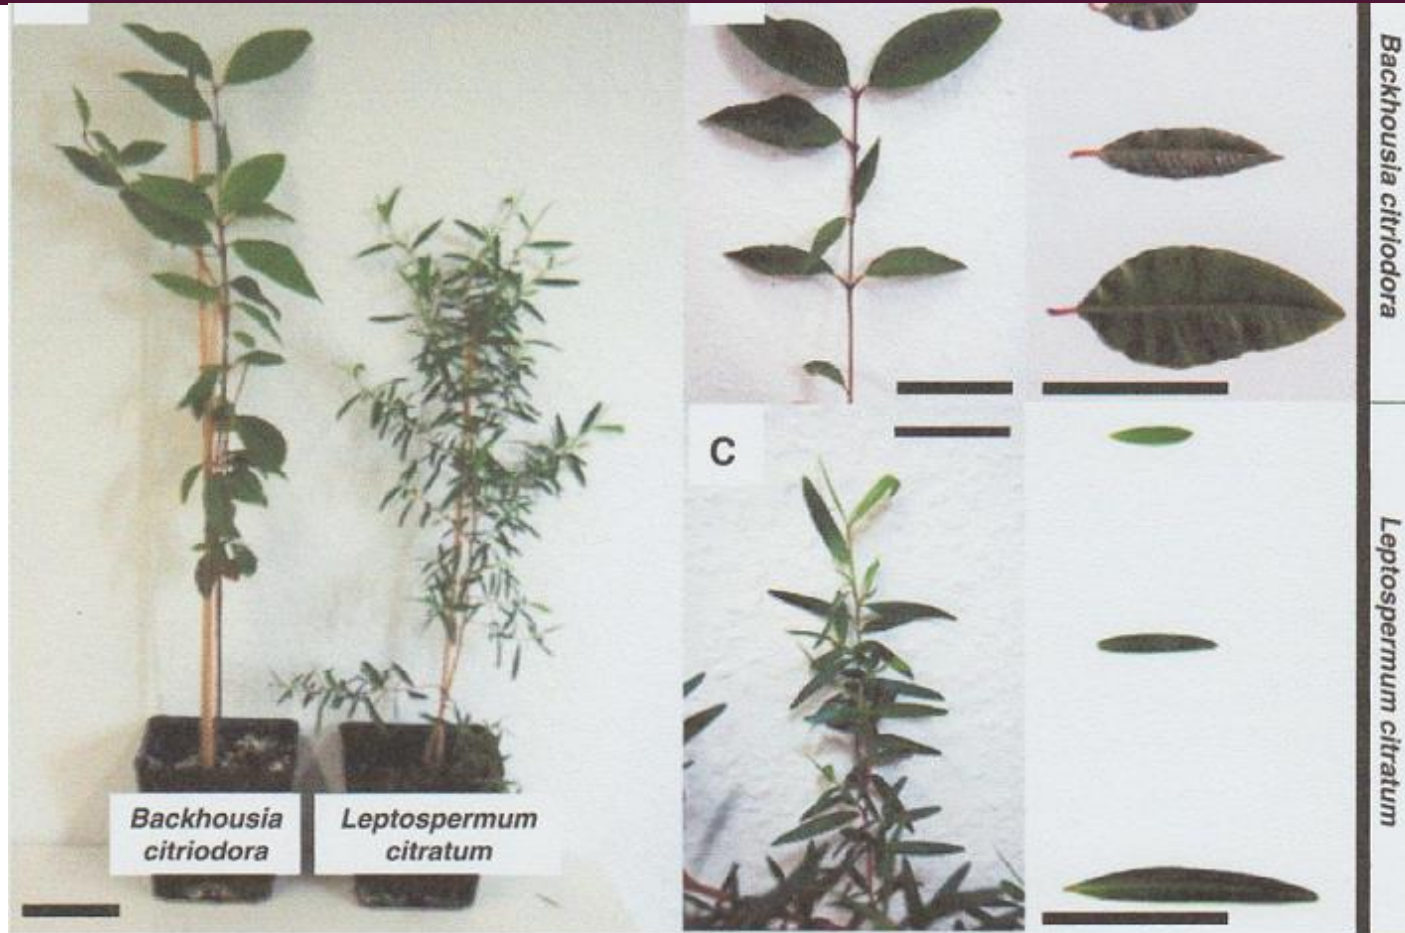 Backhousia
citriodora
Leptospermum
citratum
C
Backhousia citriodora
Leptospermum citratum